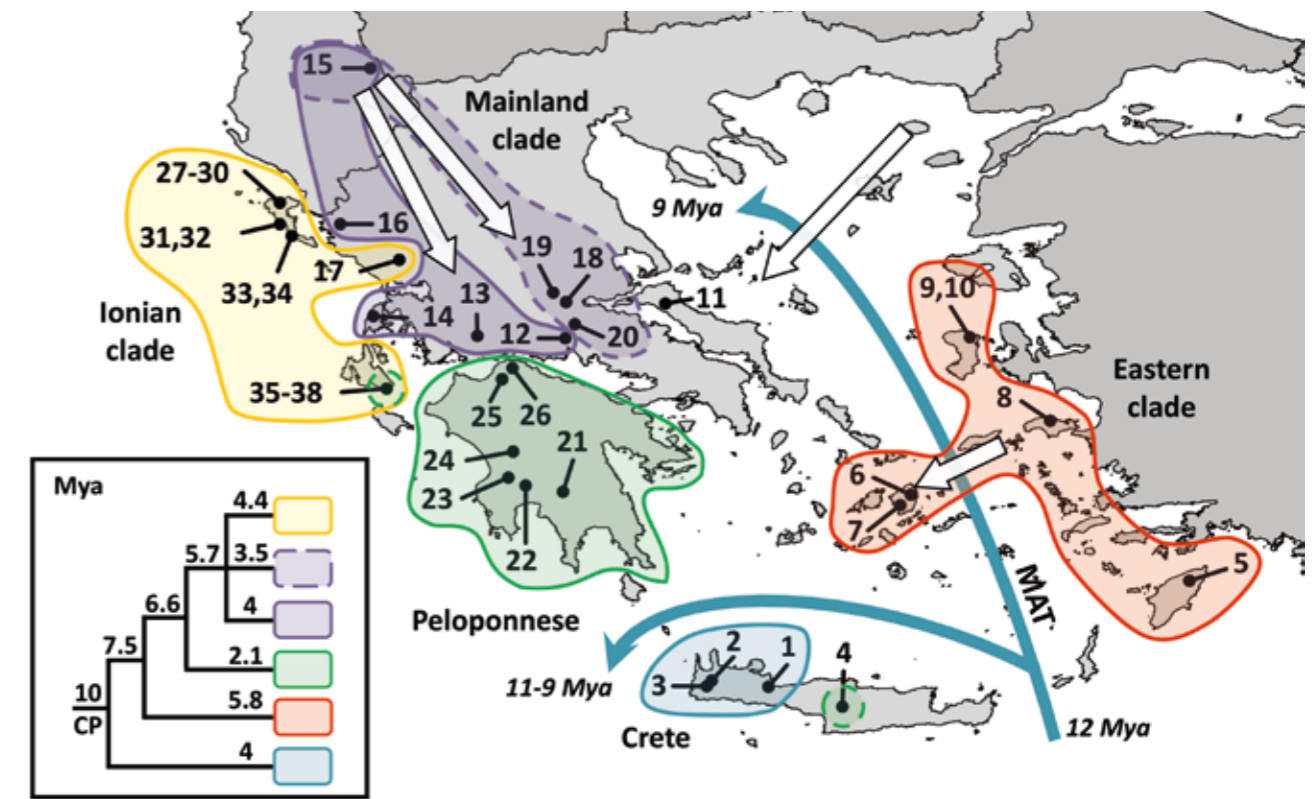 15
Mainland
clade
27-30
9 Mya
31,32
16
19
18
17
33,34
9,10
13
11
Ionian
clade
14
12
20
Eastern
clade
35-38
8
25
26
21
24
6
23
7
22
5
Mya
4.4
5.7
3.5
MAT
6.6
4
Peloponnese
7.5
2.1
2
1
4
3
11-9 Mya
10
CP
5.8
Crete
12 Mya
4